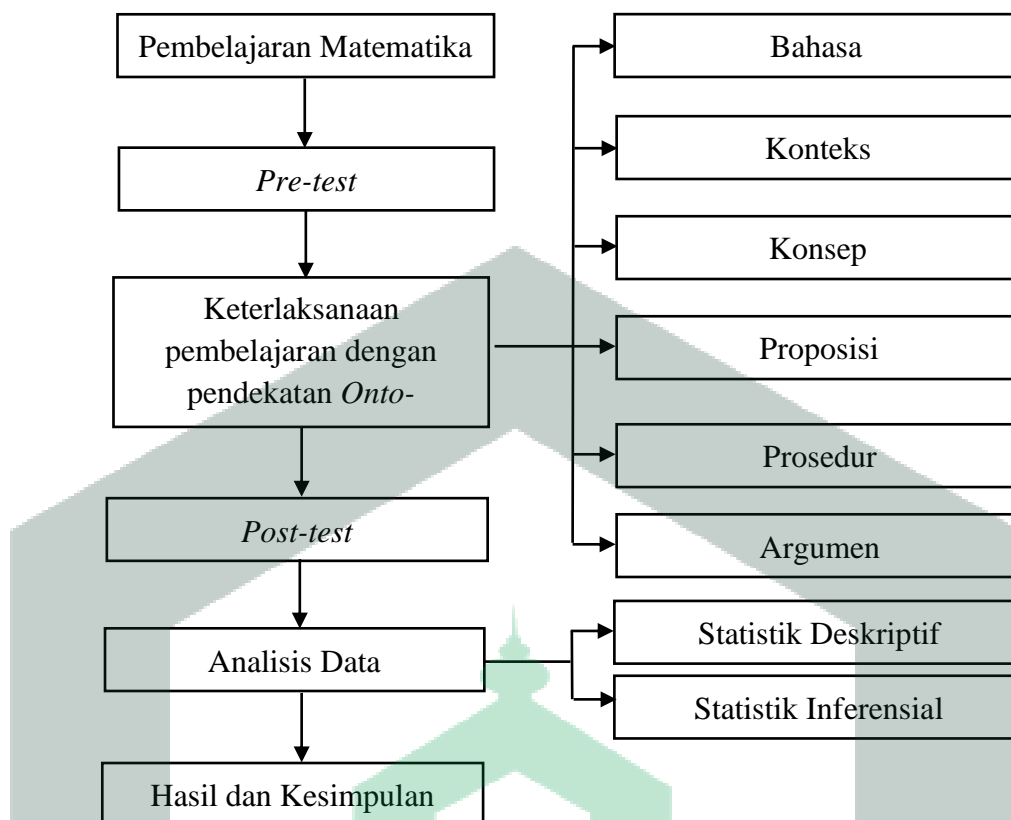 Pembelajaran Matematika
Pre-test
Keterlaksanaan
pembelajaran dengan
pendekatan Onto-
Post-test
Analisis Data
Hasil dan Kesimpulan
Bahasa
Konteks
Konsep
Proposisi
Prosedur
Argumen
Statistik Deskriptif
Statistik Inferensial